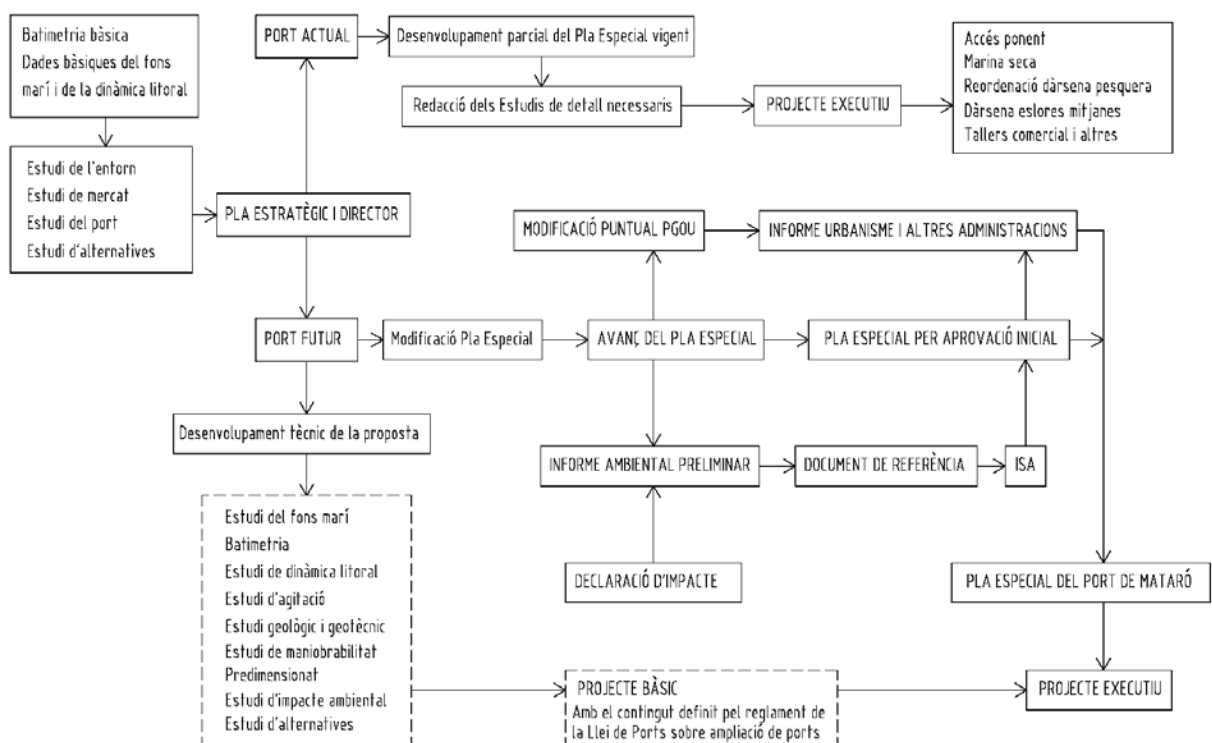 Batimetria bàsica
Dades bàsiques del fons
marí i de la dinàmica litoral
PORT ACTUAL
Desenvolupament parcial del Pla Especial vigent
Redacció dels Estudis de detall necessaris
PROJECTE EXECUTIU
Accés ponent
Marina seca
Reordenació dàrsena pesquera
Dàrsena eslores mitjanes
Tallers comercial i altres
Estudi de l'entorn
Estudi de mercat
Estudi del port
Estudi d'alternatives
PLA ESTRATÈGIC I DIRECTOR
MODIFICACIÓ PUNTUAL PGOU
INFORME URBANISME I ALTRES ADMINISTRACIONS
PORT FUTUR
Modificació Pla Especial
AVANÇ DEL PLA ESPECIAL
PLA ESPECIAL PER APROVACIÓ INICIAL
Desenvolupament tècnic de la proposta
INFORME AMBIENTAL PRELIMINAR
DOCUMENT DE REFERÈNCIA
ISA
Estudi del fons marí
Batimetria
Estudi de dinàmica litoral
Estudi d'agitació
Estudi geològic i geotècnic
Estudi de maniobrabilitat
Predimensionat
Estudi d'impacte ambiental
Estudi d'alternatives
DECLARACIÓ D'IMPACTE
PLA ESPECIAL DEL PORT DE MATARÓ
PROJECTE BÀSIC
Amb el contingut definit pel reglament de
la Llei de Ports sobre ampliació de ports
PROJECTE EXECUTIU